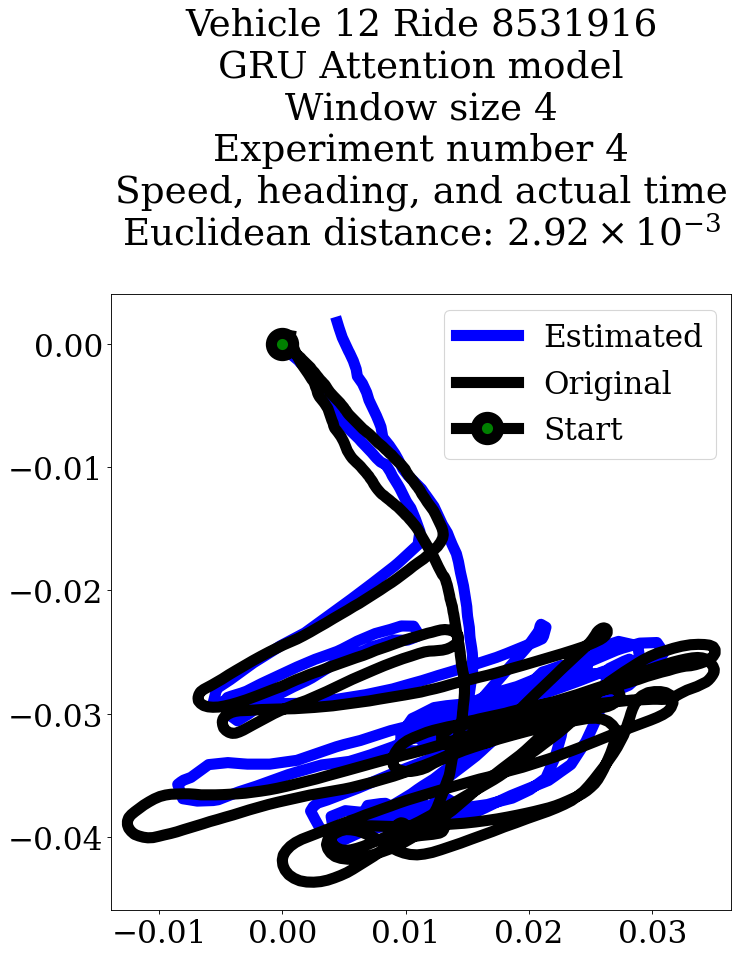 Vehicle 12 Ride 8531916
GRU Attention model
Window size 4
Experiment number 4
Speed, heading, and actual time
Euclidean distance: 2.92 × 10⁻³
Estimated
Original
Start
0.00
−0.01
−0.02
−0.03
−0.04
−0.01 0.00 0.01 0.02 0.03